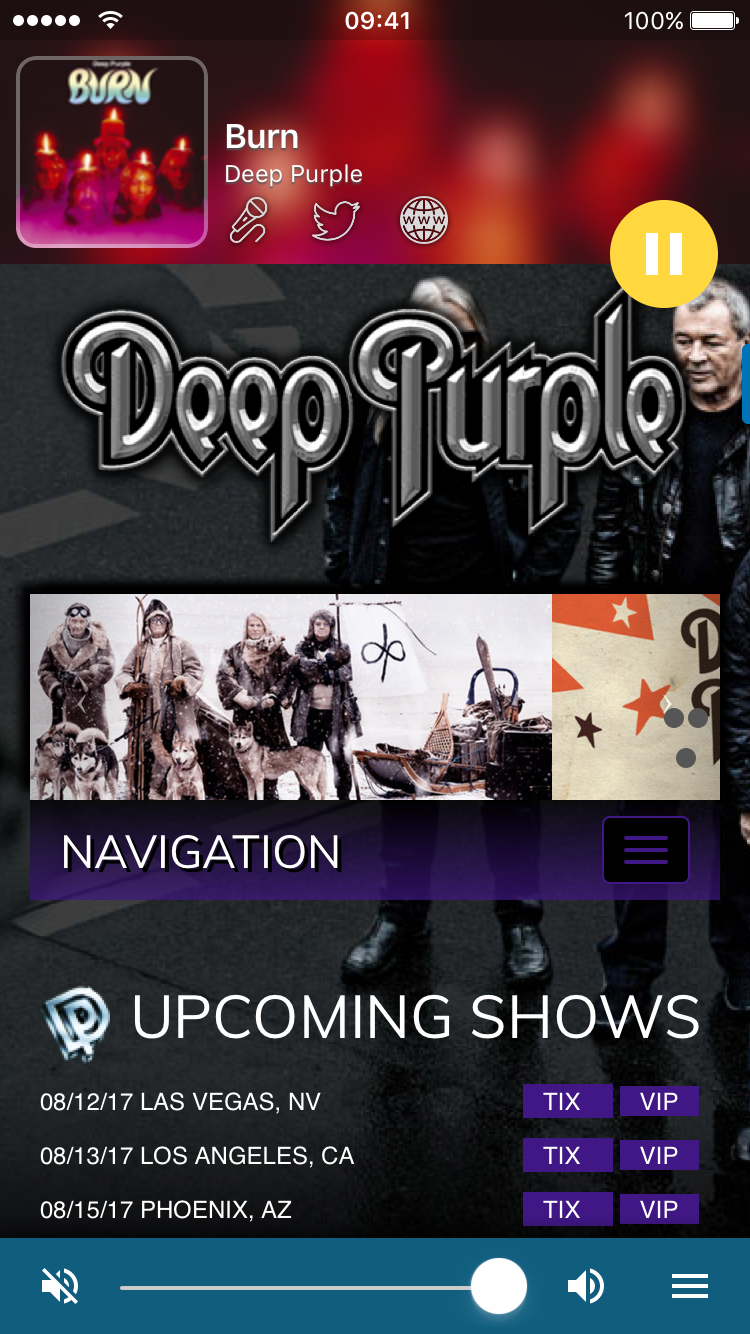 09:41
100%
Deep Purple
BURN
Burn
Deep Purple
WWW
Deep Purple
NAVIGATION
UPCOMING SHOWS
08/12/17 LAS VEGAS, NV TIX VIP
08/13/17 LOS ANGELES, CA TIX VIP
08/15/17 PHOENIX, AZ TIX VIP